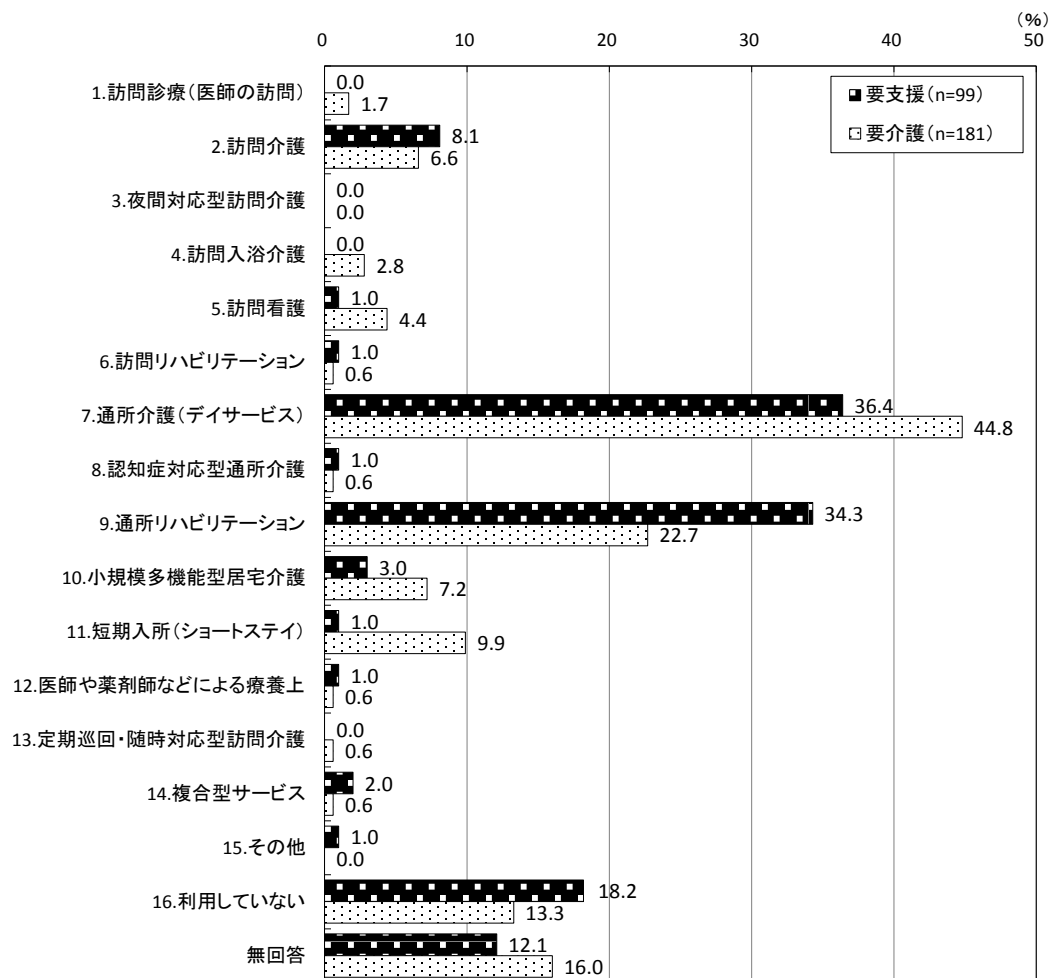 （%）
0 10 20 30 40 50
要支援（n=99）
要介護（n=181）
1.訪問診療（医師の訪問） 0.0
1.7
2.訪問介護 8.1
6.6
3.夜間対応型訪問介護 0.0
0.0
4.訪問入浴介護 0.0
2.8
5.訪問看護 1.0
4.4
6.訪問リハビリテーション 1.0
0.6
7.通所介護（デイサービス） 36.4
44.8
8.認知症対応型通所介護 1.0
0.6
9.通所リハビリテーション 34.3
22.7
10.小規模多機能型居宅介護 3.0
7.2
11.短期入所（ショートステイ） 1.0
9.9
12.医師や薬剤師などによる療養上 1.0
0.6
13.定期巡回・随時対応型訪問介護 0.0
0.6
14.複合型サービス 2.0
0.6
15.その他 1.0
0.0
16.利用していない 18.2
13.3
無回答 12.1
16.0